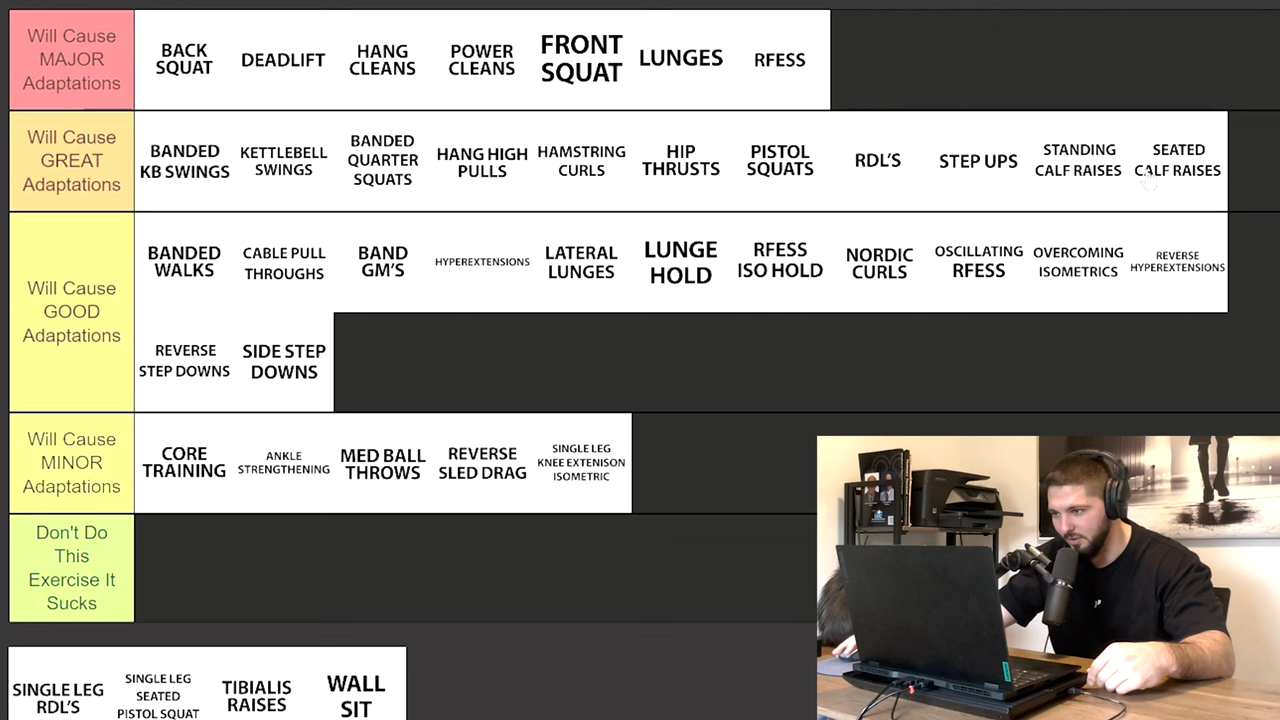 Will Cause
MAJOR
Adaptations
BACK
SQUAT
DEADLIFT
HANG
CLEANS
POWER
CLEANS
FRONT
SQUAT
LUNGES
RFESS
Will Cause
GREAT
Adaptations
BANDED
KB SWINGS
KETTLEBELL
SWINGS
BANDED
QUARTER
SQUATS
HANG HIGH
PULLS
HAMSTRING
CURLS
HIP
THRUSTS
PISTOL
SQUATS
RDL'S
STEP UPS
STANDING
CALF RAISES
SEATED
CALF RAISES
Will Cause
GOOD
Adaptations
BANDED
WALKS
CABLE PULL
THROUGHS
BAND
GM'S
HYPEREXTENSIONS
LATERAL
LUNGES
LUNGE
HOLD
RFESS
ISO HOLD
NORDIC
CURLS
OSCILLATING
RFESS
OVERCOMING
ISOMETRICS
REVERSE
HYPEREXTENSIONS
REVERSE
STEP DOWNS
SIDE STEP
DOWNS
Will Cause
MINOR
Adaptations
CORE
TRAINING
ANKLE
STRENGTHENING
MED BALL
THROWS
REVERSE
SLED DRAG
SINGLE LEG
KNEE EXTENISON
ISOMETRIC
Don't Do
This
Exercise It
Sucks
SINGLE LEG
RDL'S
SINGLE LEG
SEATED
PISTOL SQUAT
TIBIALIS
RAISES
WALL
SIT